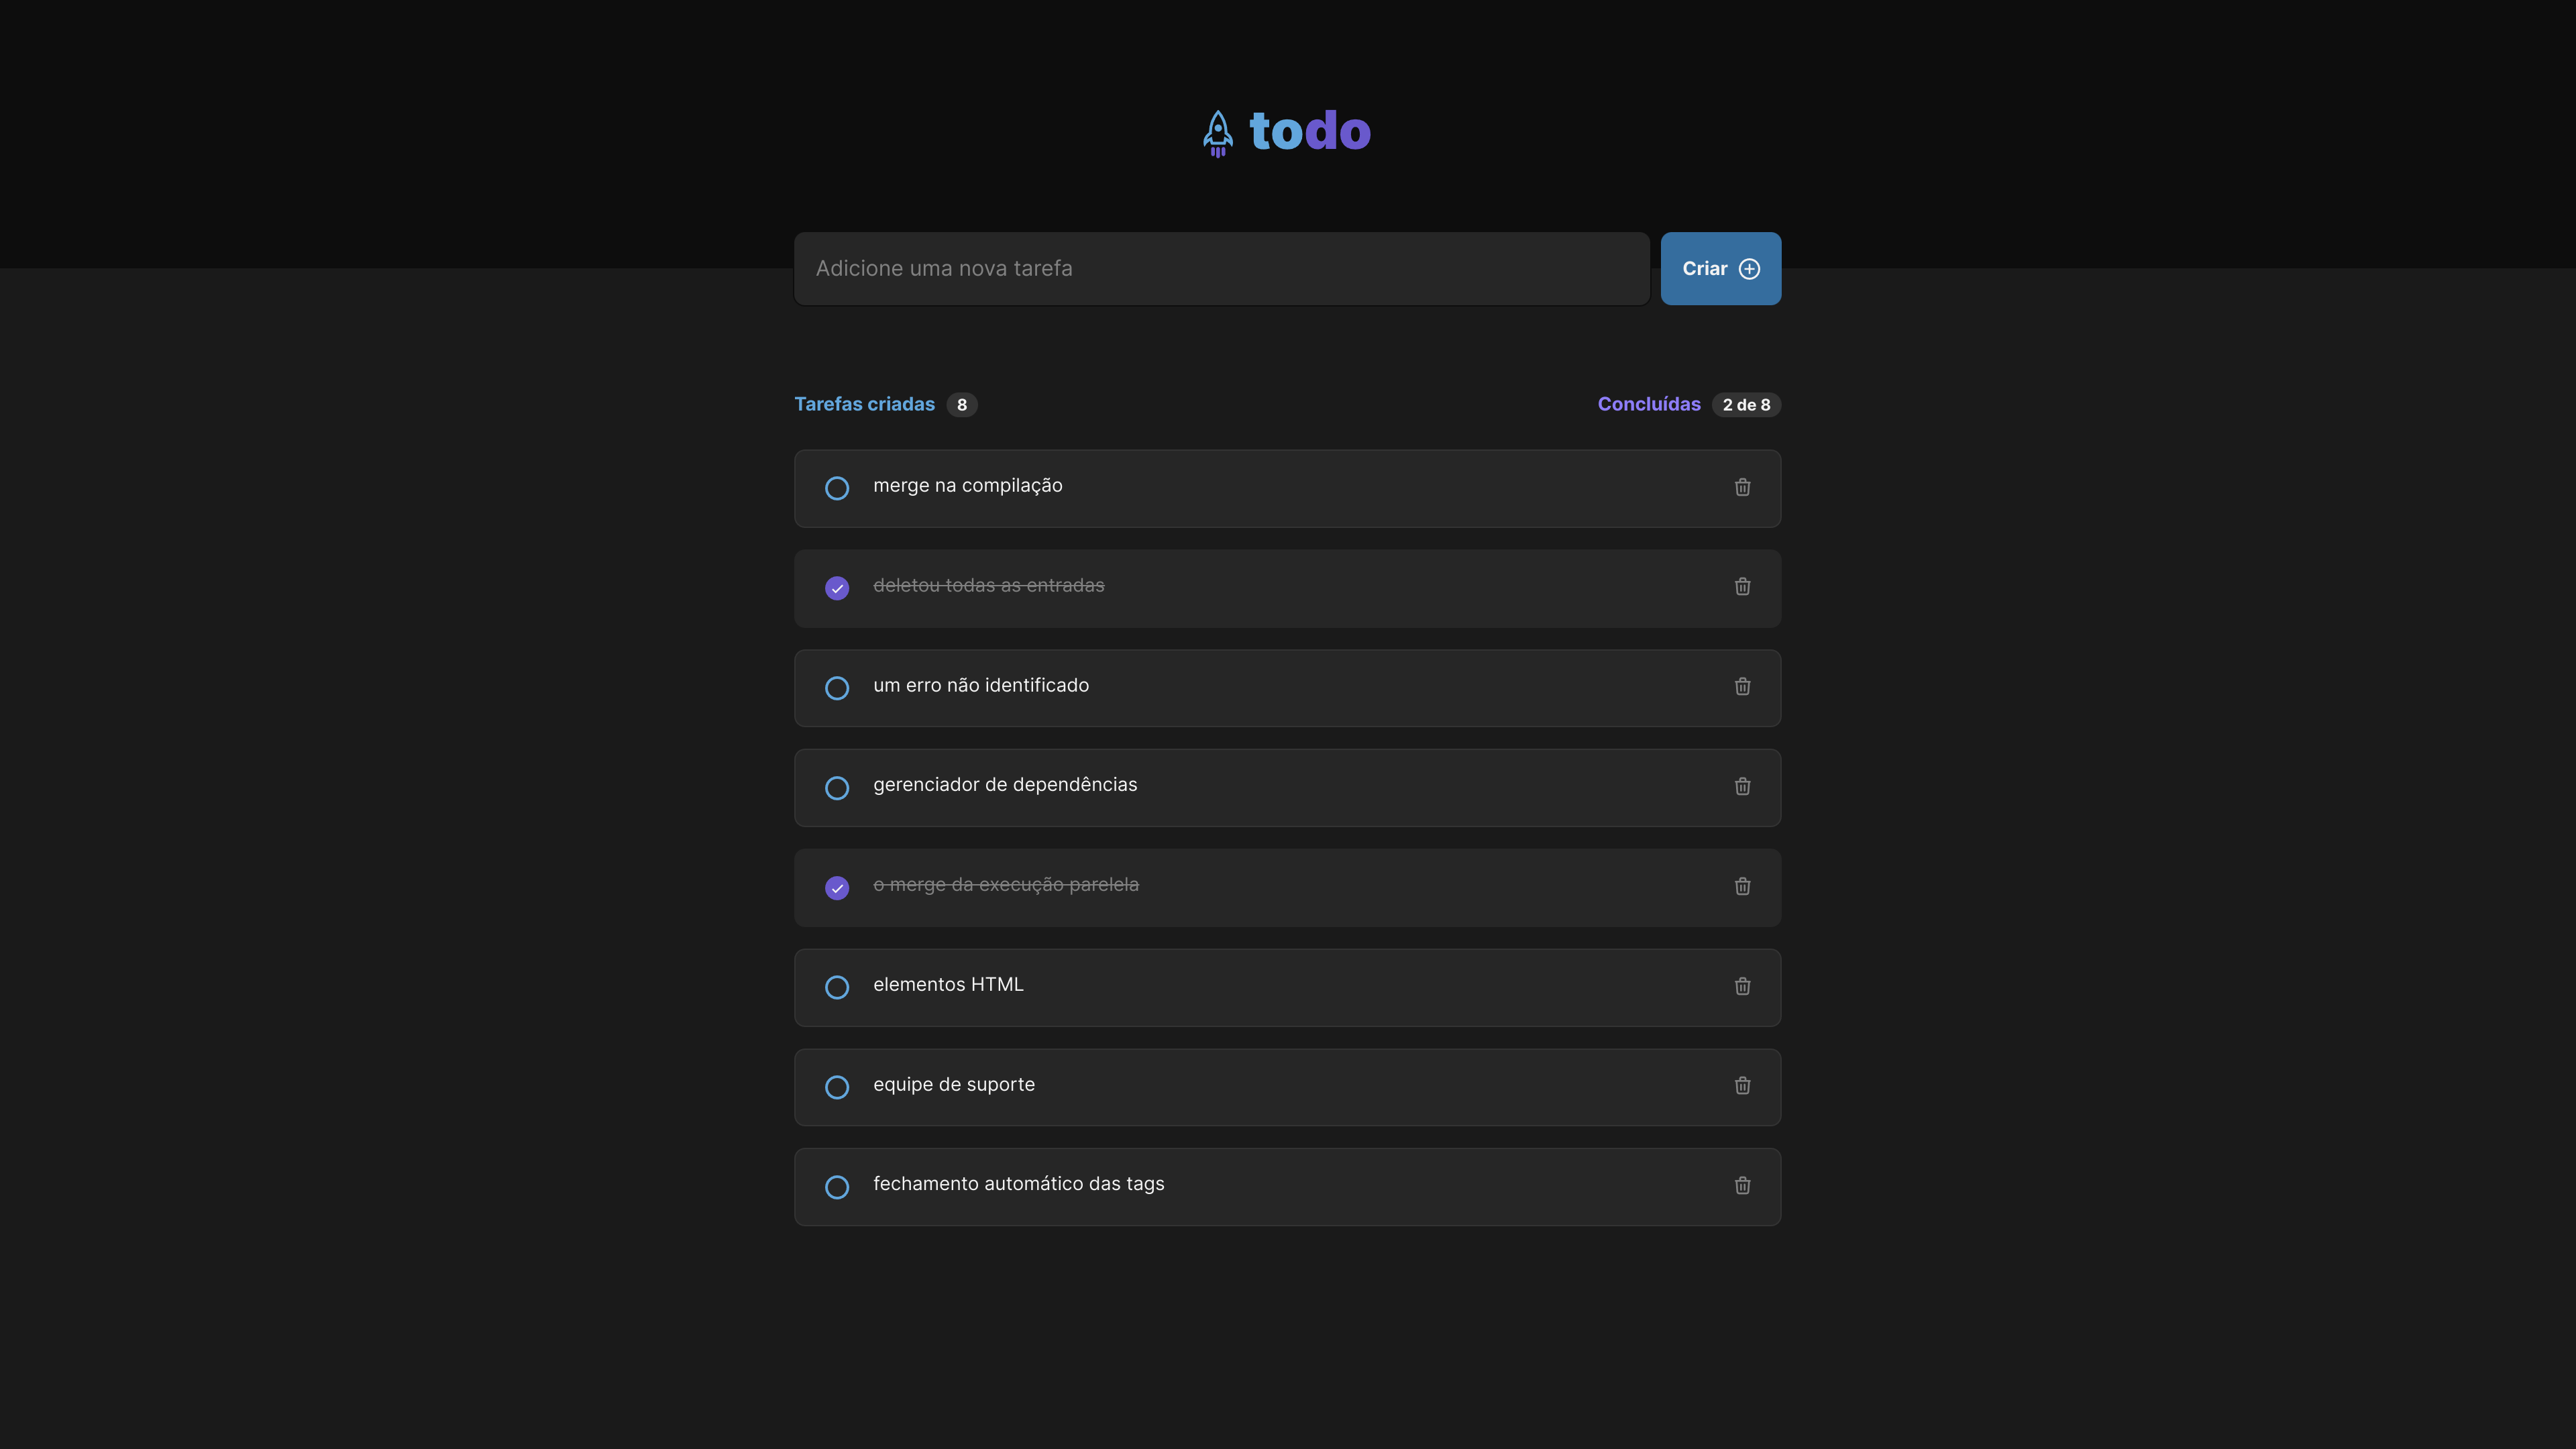 todo
Adicione uma nova tarefa
Criar
Tarefas criadas 8
Concluídas 2 de 8
merge na compilação
deletou todas as entradas
um erro não identificado
gerenciador de dependências
o merge da execução parelela
elementos HTML
equipe de suporte
fechamento automático das tags